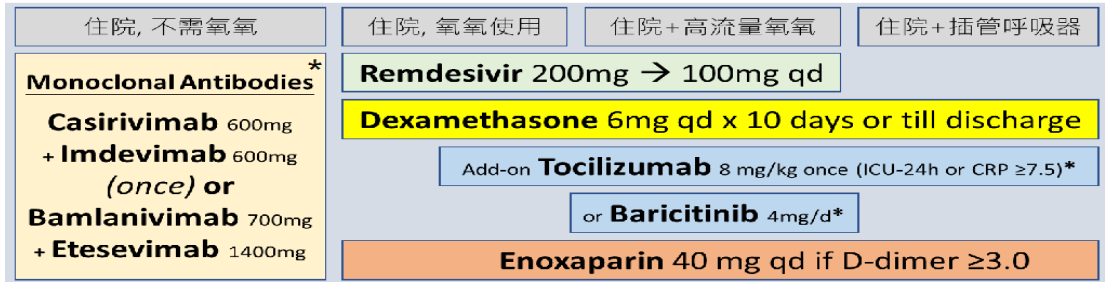 住院, 不需氧氣
住院, 氧氣使用
住院+高流量氧氣
住院+插管呼吸器
Monoclonal Antibodies*
Casirivimab 600mg
+ Imdevimab 600mg
(once) or
Bamlanivimab 700mg
+ Etesevimab 1400mg
Remdesivir 200mg → 100mg qd
Dexamethasone 6mg qd x 10 days or till discharge
Add-on Tocilizumab 8 mg/kg once (ICU-24h or CRP ≥7.5)*
or Baricitinib 4mg/d*
Enoxaparin 40 mg qd if D-dimer ≥3.0